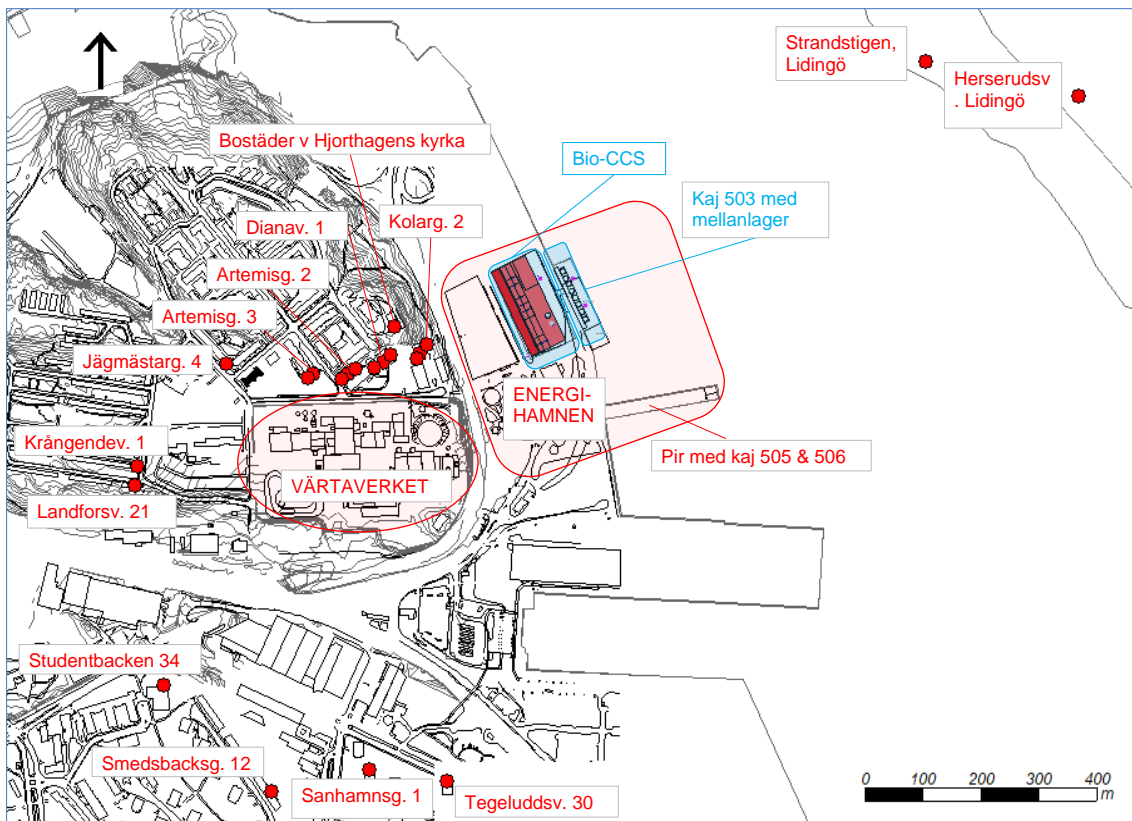 Strandstigen,
Lidingö
Herserudsv
. Lidingö
Bostäder v Hjorthagens kyrka
Bio-CCS
Kaj 503 med
mellanlager
Dianav. 1
Kolarg. 2
Artemisg. 2
Artemisg. 3
Jägmästarg. 4
ENERGI-
HAMNEN
Krångendev. 1
Pir med kaj 505 & 506
VÄRTAVERKET
Landforsv. 21
Studentbacken 34
Smedsbacksg. 12
Sanhamnsg. 1
Tegeluddsv. 30
0 100 200 300 400
m